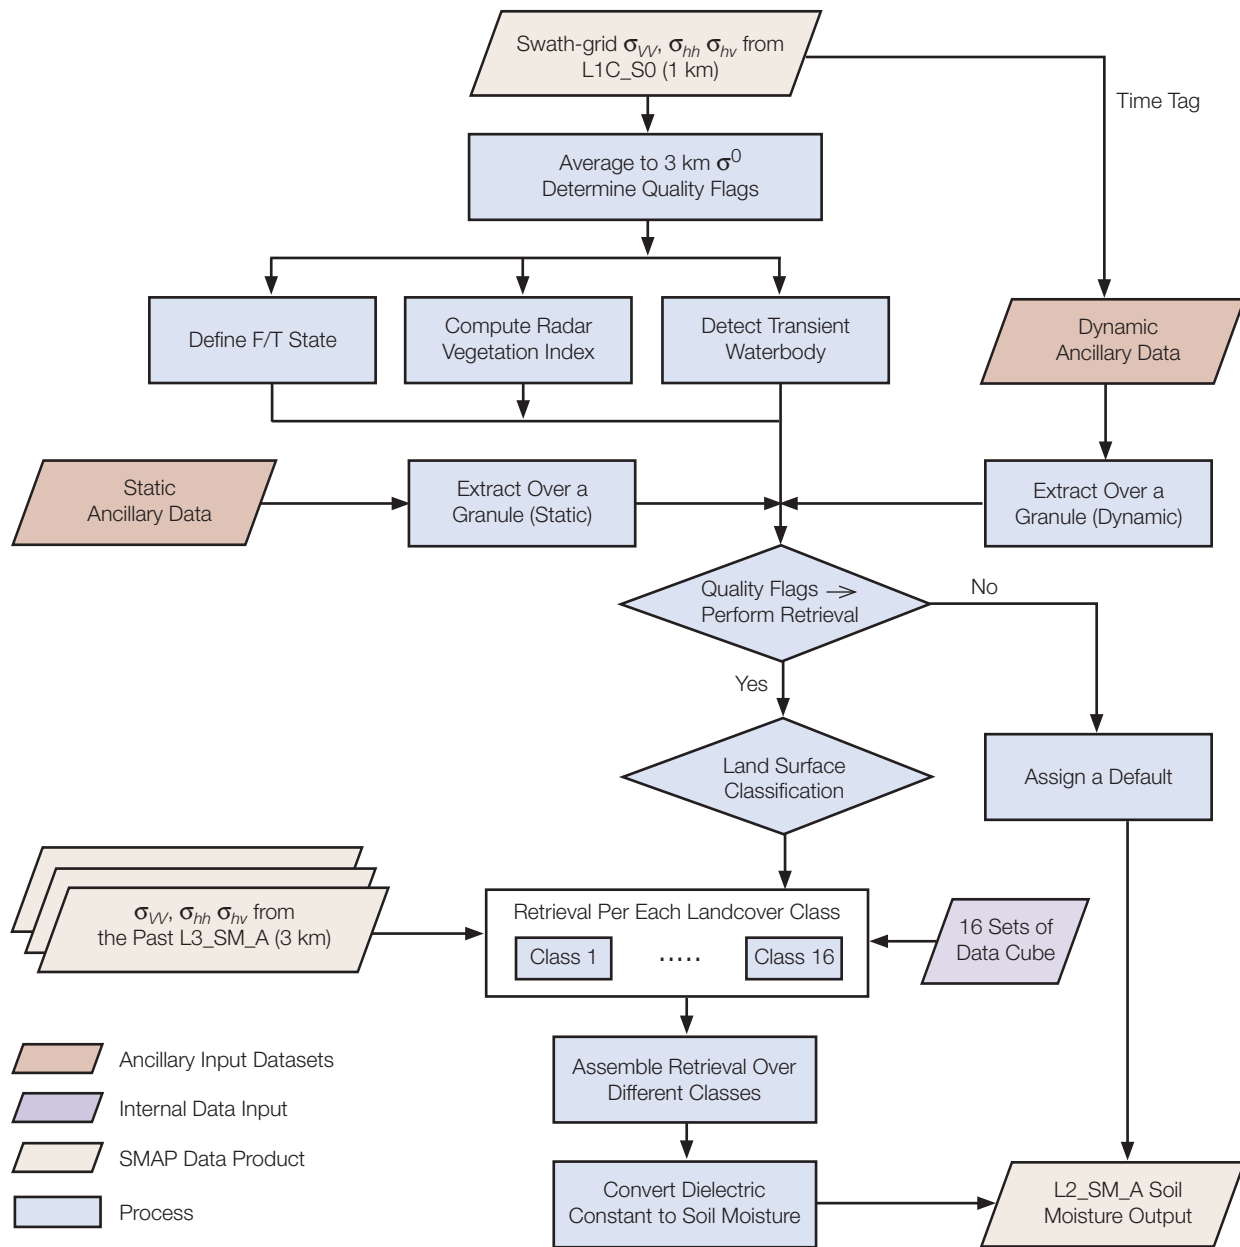 Swath-grid σVV, σhh σhv from
L1C_S0 (1 km)
Time Tag
Average to 3 km σ0
Determine Quality Flags
Define F/T State
Compute Radar
Vegetation Index
Detect Transient
Waterbody
Dynamic
Ancillary Data
Static
Ancillary Data
Extract Over a
Granule (Static)
Extract Over a
Granule (Dynamic)
Quality Flags →
Perform Retrieval
No
Yes
Land Surface
Classification
Assign a Default
σVV, σhh σhv from
the Past L3_SM_A (3 km)
Retrieval Per Each Landcover Class
Class 1 ..... Class 16
16 Sets of
Data Cube
Assemble Retrieval Over
Different Classes
Convert Dielectric
Constant to Soil Moisture
L2_SM_A Soil
Moisture Output
Ancillary Input Datasets
Internal Data Input
SMAP Data Product
Process